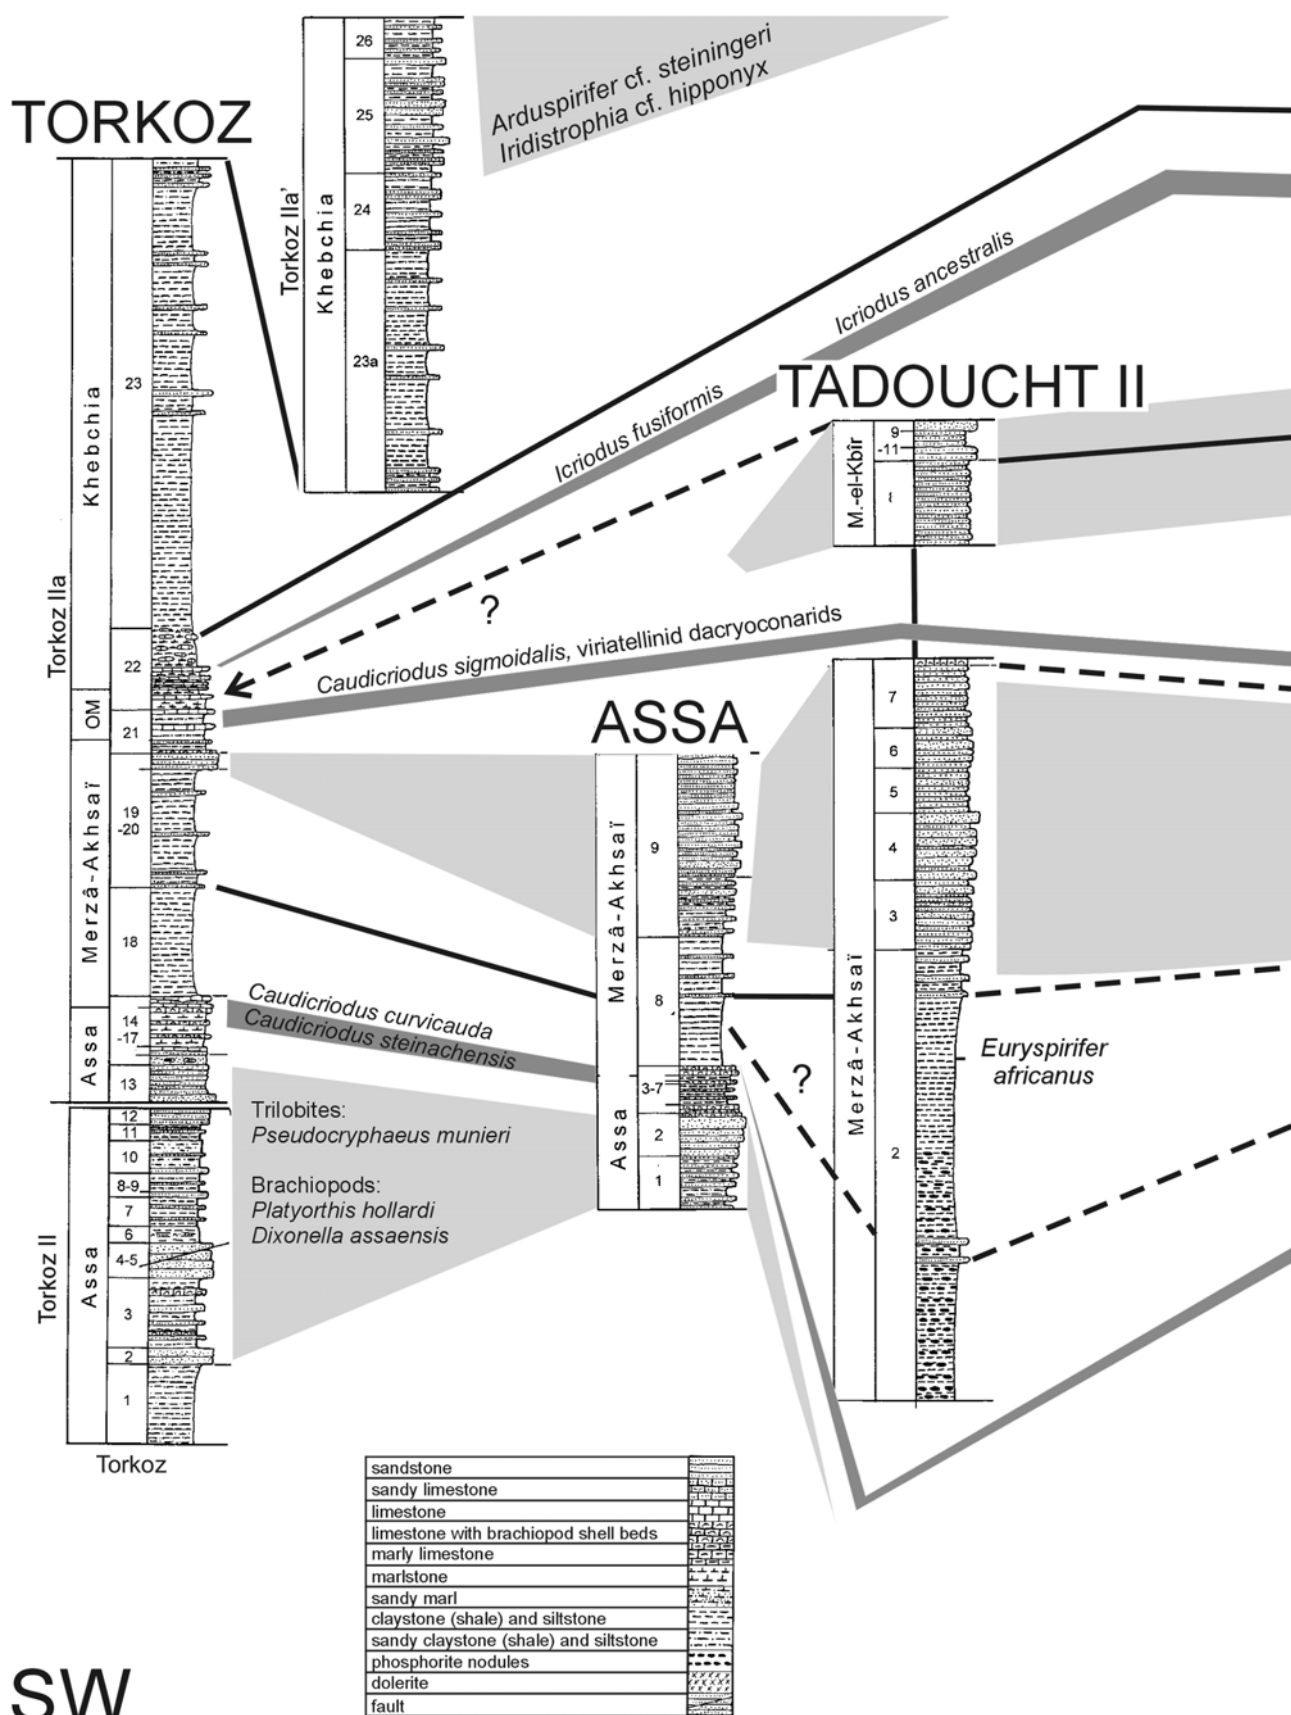 TORKOZ
Torkoz IIa'
Khebchia
26
25
24
23a
Arduspirifer cf. steiningeri
Iridistrophia cf. hipponyx
Torkoz IIa
Khebchia
23
22
OM
21
Merzâ-Akhsaï
19
-20
18
Assa
14
-17
13
Torkoz II
Assa
12
11
10
8-9
7
6
4-5
3
2
1
Torkoz
Icriodus ancestralis
Icriodus fusiformis
?
Caudicriodus sigmoidalis, viriatellinid dacryoconarids
Caudicriodus curvicauda
Caudicriodus steinachensis
Trilobites:
Pseudocryphaeus munieri
Brachiopods:
Platyorthis hollardi
Dixonella assaensis
ASSA
Merzâ-Akhsaï
9
8
Assa
3-7
2
1
?
TADOUCHT II
M.-el-Kbîr
9
-11
Merzâ-Akhsaï
7
6
5
4
3
2
Euryspirifer
africanus
sandstone
sandy limestone
limestone
limestone with brachiopod shell beds
marly limestone
marlstone
sandy marl
claystone (shale) and siltstone
sandy claystone (shale) and siltstone
phosphorite nodules
dolerite
fault
SW